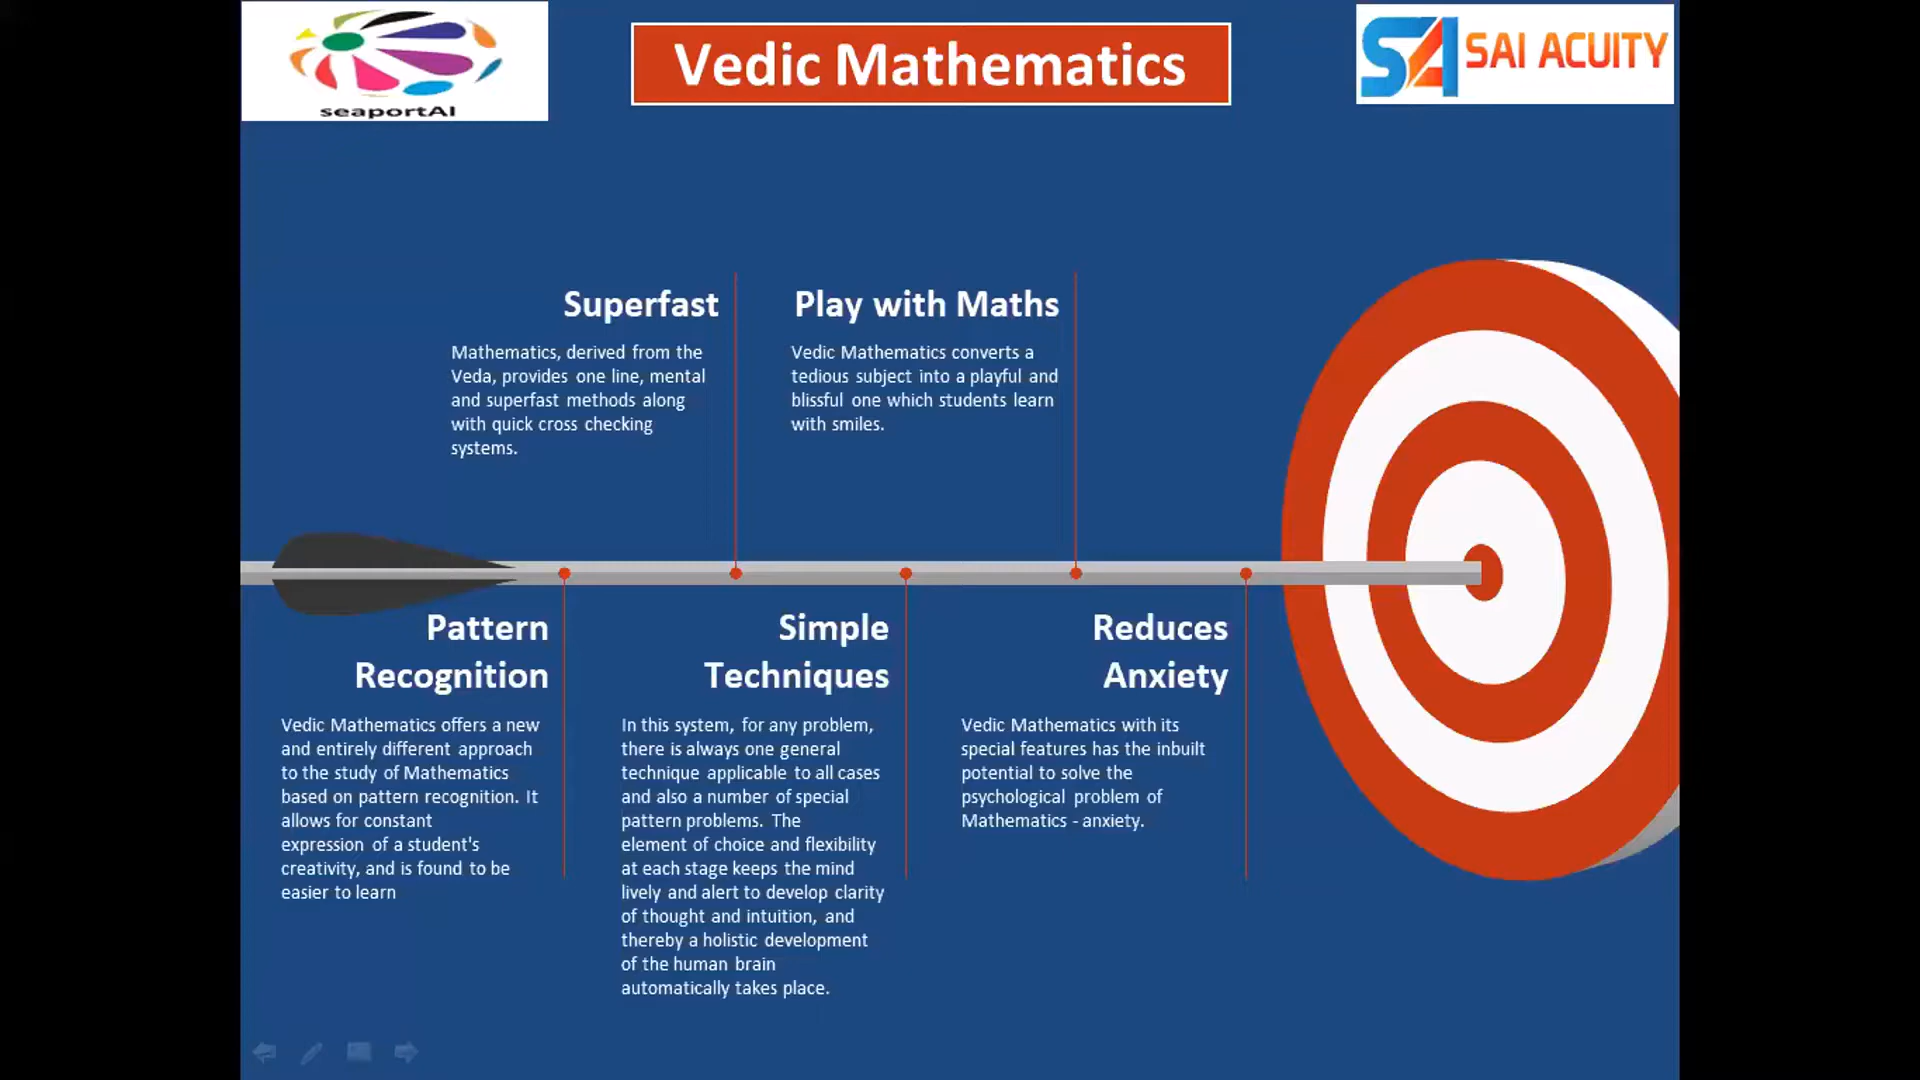 seaportAI
Vedic Mathematics
SA SAI ACUITY
Superfast
Mathematics, derived from the
Veda, provides one line, mental
and superfast methods along
with quick cross checking
systems.
Play with Maths
Vedic Mathematics converts a
tedious subject into a playful and
blissful one which students learn
with smiles.
Pattern
Recognition
Vedic Mathematics offers a new
and entirely different approach
to the study of Mathematics
based on pattern recognition. It
allows for constant
expression of a student's
creativity, and is found to be
easier to learn
Simple
Techniques
In this system, for any problem,
there is always one general
technique applicable to all cases
and also a number of special
pattern problems. The
element of choice and flexibility
at each stage keeps the mind
lively and alert to develop clarity
of thought and intuition, and
thereby a holistic development
of the human brain
automatically takes place.
Reduces
Anxiety
Vedic Mathematics with its
special features has the inbuilt
potential to solve the
psychological problem of
Mathematics - anxiety.